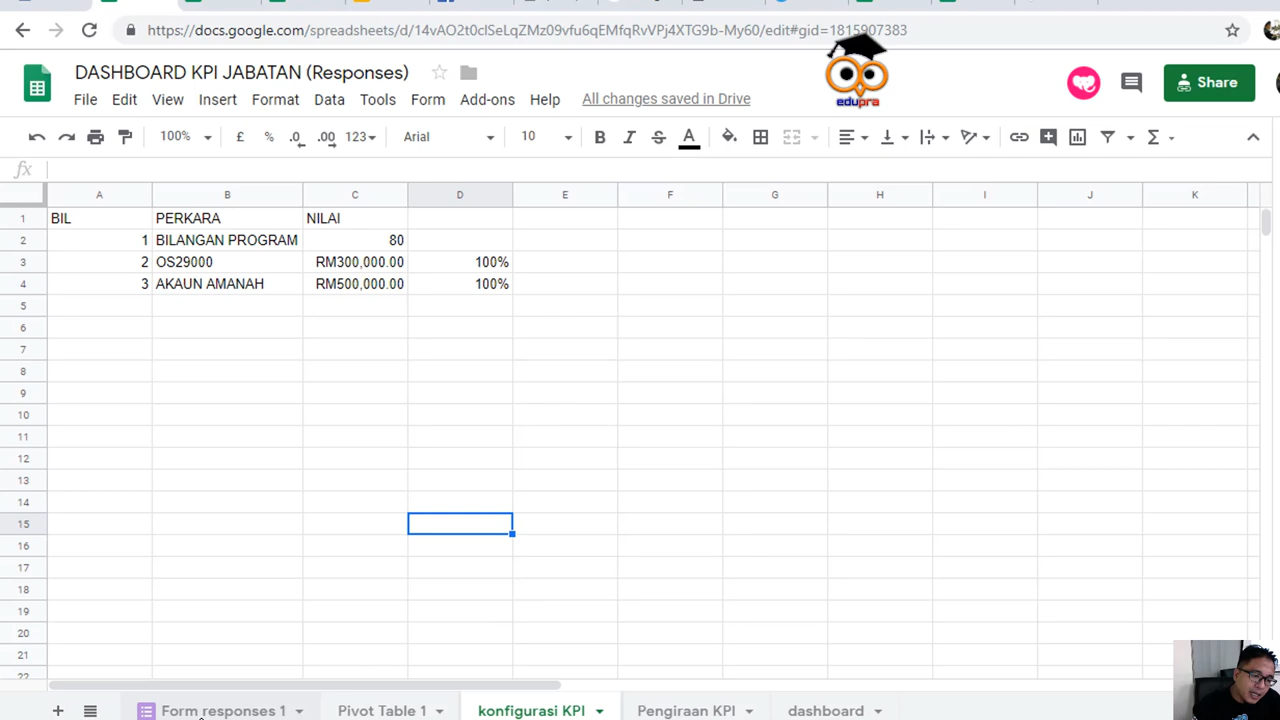 https://docs.google.com/spreadsheets/d/14vAO2t0clSeLqZMz09vfu6qEMfqRvVPj4XTG9b-My60/edit#gid=1815907383
DASHBOARD KPI JABATAN (Responses)
edupra
Share
File Edit View Insert Format Data Tools Form Add-ons Help All changes saved in Drive
100% £ % .0 .00 123 Arial 10 B I S A Σ
fx
A B C D E F G H I J K
1 BIL PERKARA NILAI
2 1 BILANGAN PROGRAM 80
3 2 OS29000 RM300,000.00 100%
4 3 AKAUN AMANAH RM500,000.00 100%
5
6
7
8
9
10
11
12
13
14
15
16
17
18
19
20
21
22
+ Form responses 1 Pivot Table 1 konfigurasi KPI Pengiraan KPI dashboard